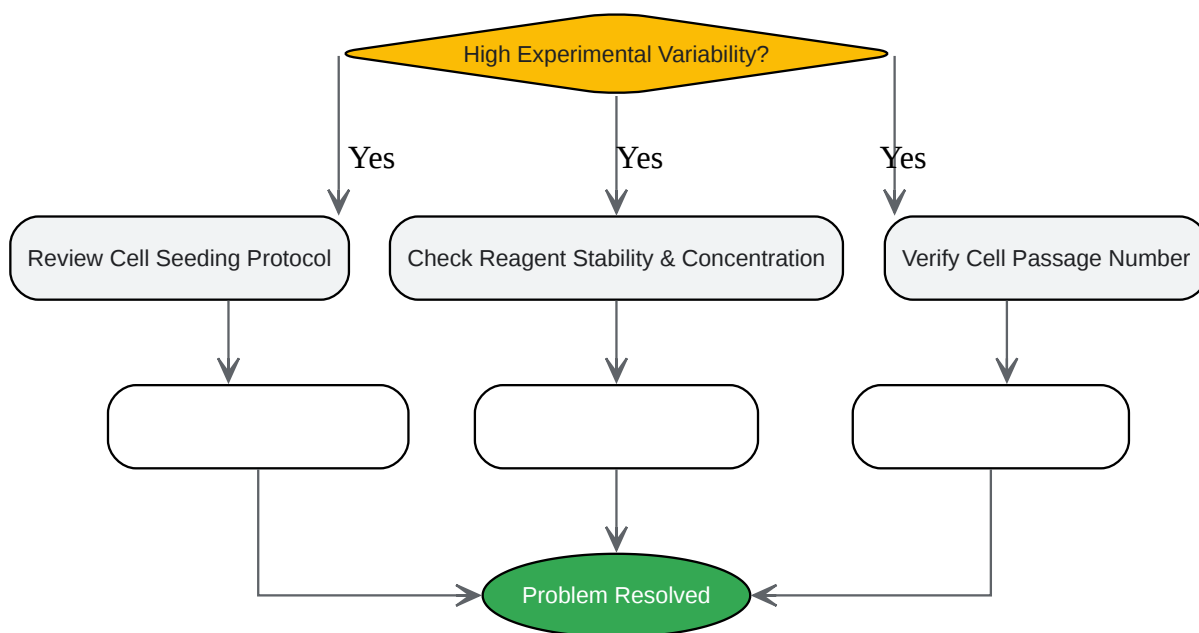 High Experimental Variability?
Yes
Yes
Yes
Review Cell Seeding Protocol
Check Reagent Stability & Concentration
Verify Cell Passage Number
Problem Resolved